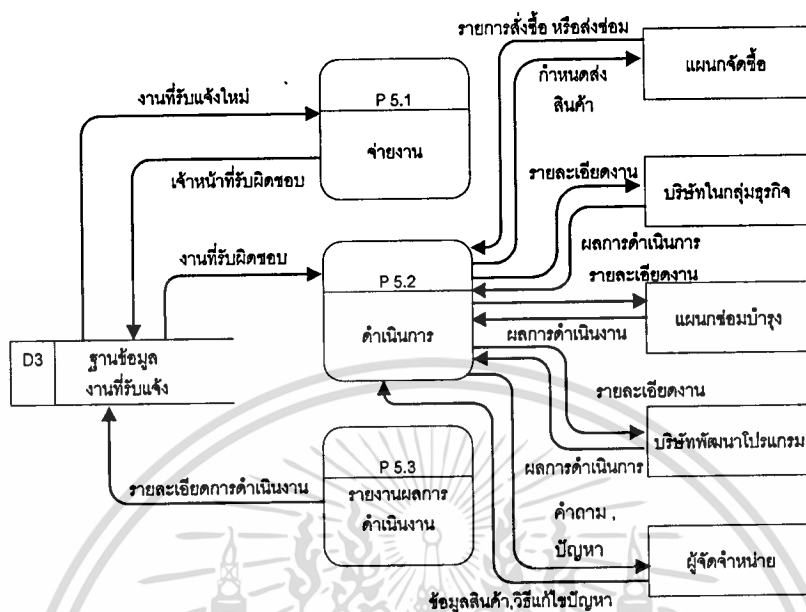 รายการสั่งซื้อ หรือส่งซ่อม
แผนกจัดซื้อ
กำหนดส่ง
สินค้า
งานที่รับแจ้งใหม่
P 5.1
จ่ายงาน
เจ้าหน้าที่รับผิดชอบ
รายละเอียดงาน
บริษัทในกลุ่มธุรกิจ
ผลการดำเนินการ
งานที่รับผิดชอบ
P 5.2
ดำเนินการ
รายละเอียดงาน
แผนกซ่อมบำรุง
ผลการดำเนินงาน
D3
ฐานข้อมูล
งานที่รับแจ้ง
รายละเอียดงาน
บริษัทพัฒนาโปรแกรม
ผลการดำเนินการ
P 5.3
รายงานผลการ
ดำเนินงาน
รายละเอียดการดำเนินงาน
คำถาม ,
ปัญหา
ผู้จัดจำหน่าย
ข้อมูลสินค้า,วิธีแก้ไขปัญหา